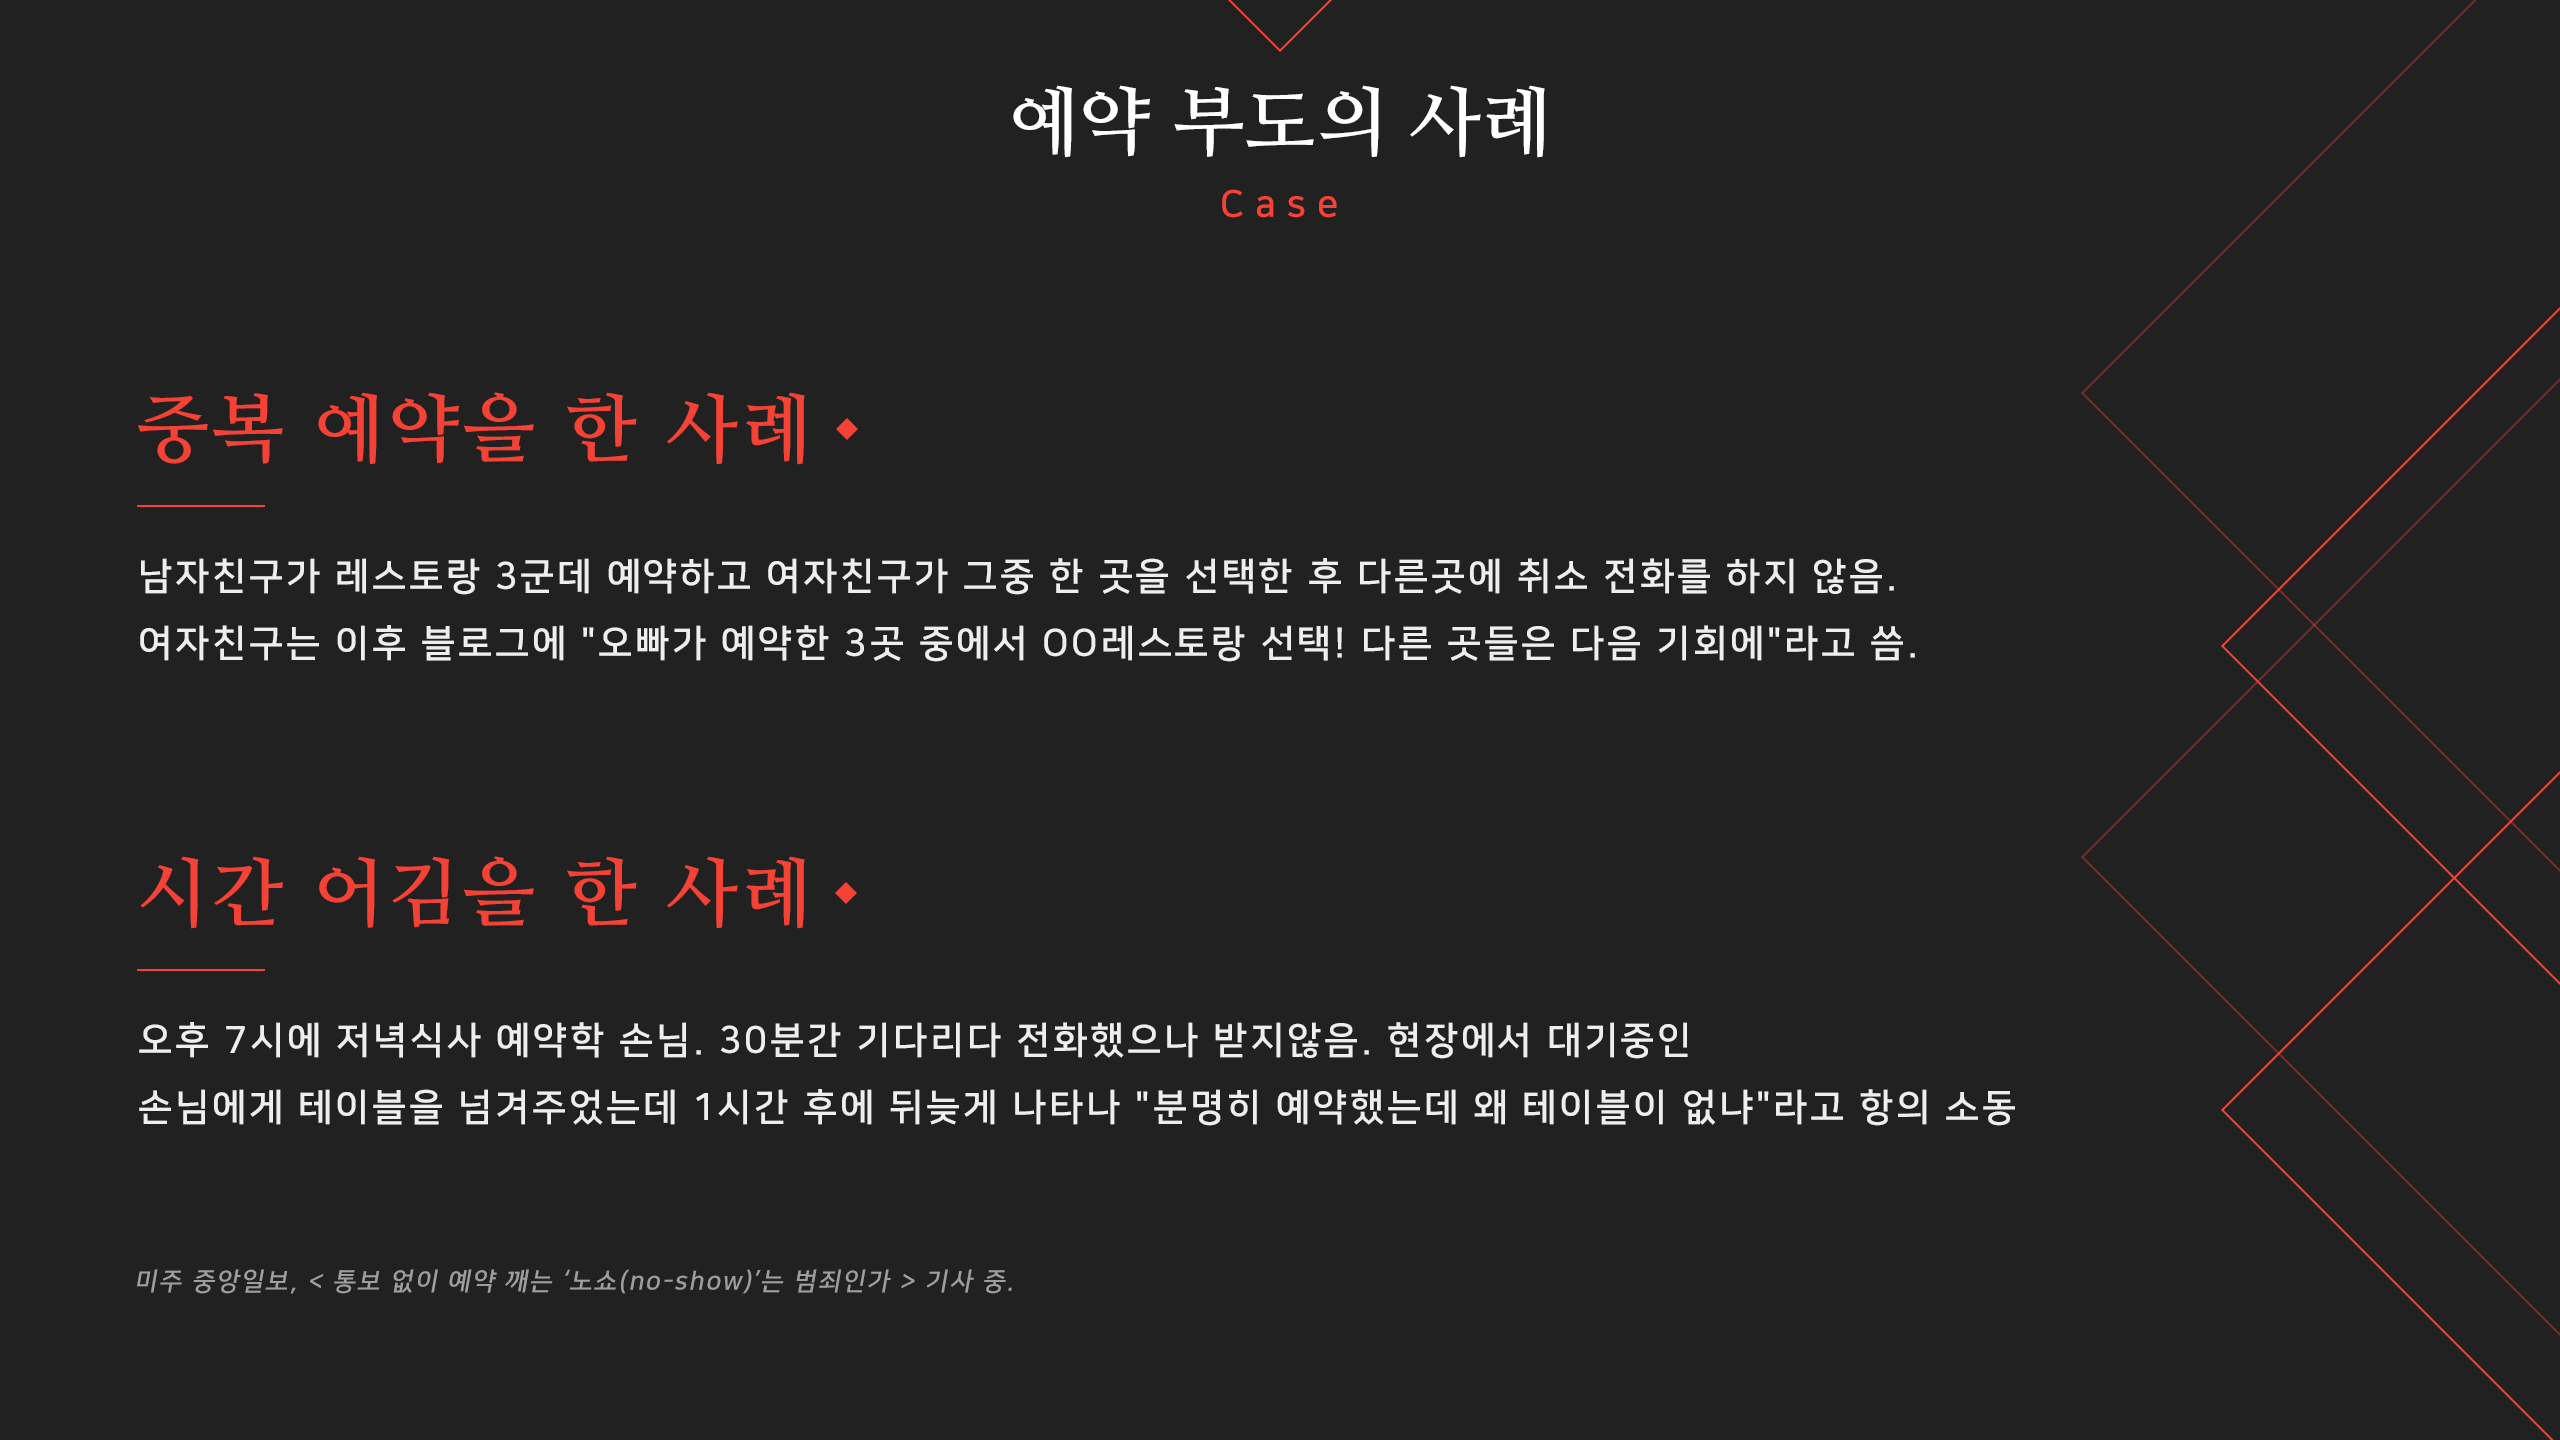 예약 부도의 사례
Case
중복 예약을 한 사례
남자친구가 레스토랑 3군데 예약하고 여자친구가 그중 한 곳을 선택한 후 다른곳에 취소 전화를 하지 않음.
여자친구는 이후 블로그에 "오빠가 예약한 3곳 중에서 OO레스토랑 선택! 다른 곳들은 다음 기회에"라고 씀.
시간 어김을 한 사례
오후 7시에 저녁식사 예약학 손님. 30분간 기다리다 전화했으나 받지않음. 현장에서 대기중인
손님에게 테이블을 넘겨주었는데 1시간 후에 뒤늦게 나타나 "분명히 예약했는데 왜 테이블이 없냐"라고 항의 소동
미주 중앙일보, < 통보 없이 예약 깨는 ‘노쇼(no-show)’는 범죄인가 > 기사 중.